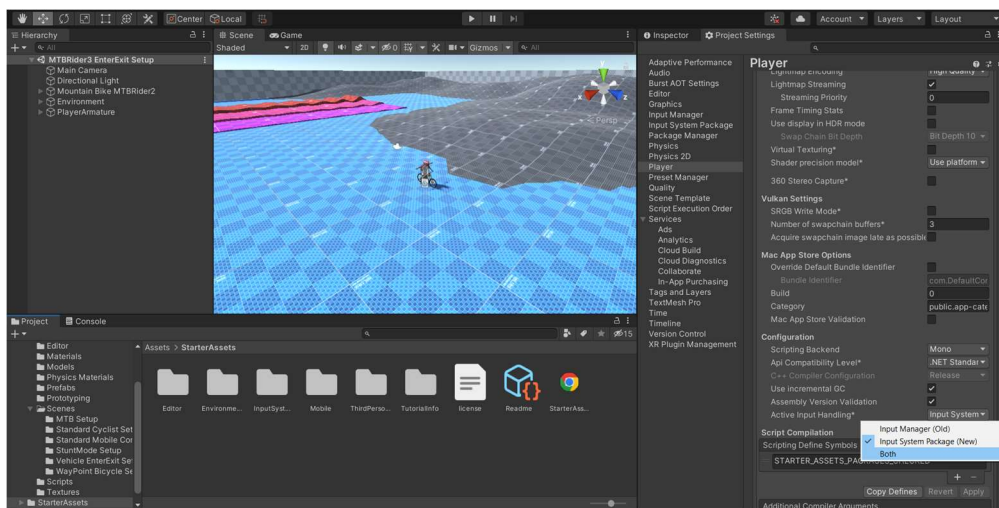 Center
Local
Account
Layers
Layout
Hierarchy
All
MTBRider3 EnterExit Setup
Main Camera
Directional Light
Mountain Bike MTBRider2
Environment
PlayerArmature
Scene
Game
Shaded
2D
0
Gizmos
All
y
x
z
Persp
Project
Console
15
Editor
Materials
Models
Physics Materials
Prefabs
Prototyping
Scenes
MTB Setup
Standard Cyclist Set
Standard Mobile Cor
StuntMode Setup
Vehicle EnterExit Se
WayPoint Bicycle Se
Scripts
Textures
StarterAssets
Assets > StarterAssets
Editor
Environme...
InputSyst...
Mobile
ThirdPerso...
TutorialInfo
license
Readme
StarterAss...
Inspector
Project Settings
Adaptive Performance
Audio
Burst AOT Settings
Editor
Graphics
Input Manager
Input System Package
Package Manager
Physics
Physics 2D
Player
Preset Manager
Quality
Scene Template
Script Execution Order
Services
Ads
Analytics
Cloud Build
Cloud Diagnostics
Collaborate
In-App Purchasing
Tags and Layers
TextMesh Pro
Time
Timeline
Version Control
XR Plugin Management
Player
Lightmap Encoding High Quality
Lightmap Streaming
Streaming Priority 0
Frame Timing Stats
Use display in HDR mode
Swap Chain Bit Depth Bit Depth 10
Virtual Texturing*
Shader precision model* Use platform
360 Stereo Capture*
Vulkan Settings
SRGB Write Mode*
Number of swapchain buffers* 3
Acquire swapchain image late as possible
Mac App Store Options
Override Default Bundle Identifier
Bundle Identifier com.DefaultCor
Build 0
Category public.app-cate
Mac App Store Validation
Configuration
Scripting Backend Mono
Api Compatibility Level* .NET Standar
C++ Compiler Configuration Release
Use incremental GC
Assembly Version Validation
Active Input Handling* Input System
Input Manager (Old)
Input System Package (New)
Both
Script Compilation
Scripting Define Symbols
STARTER_ASSETS_PACKAGES_CHECKED
Copy Defines Revert Apply
Additional Compiler Arguments